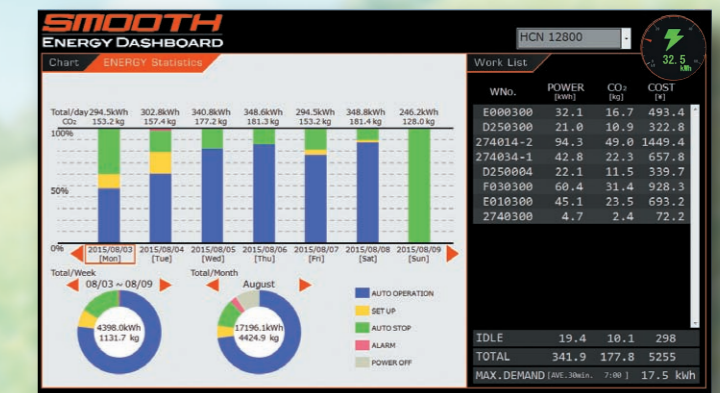 SMOOTH
ENERGY DASHBOARD
HCN 12800
32.5
kWh
Chart ENERGY Statistics
Work List
WNo. POWER [kWh] CO₂ [kg] COST [¥]
Total/day 294.5kWh 302.8kWh 340.8kWh 348.6kWh 294.5kWh 348.8kWh 246.2kWh
CO₂ 153.2 kg 157.4 kg 177.2 kg 181.3 kg 153.2 kg 181.4 kg 128.0 kg
100%
50%
0%
2015/08/03 2015/08/04 2015/08/05 2015/08/06 2015/08/07 2015/08/08 2015/08/09
[Mon] [Tue] [Wed] [Thu] [Fri] [Sat] [Sun]
Total/Week
08/03 ~ 08/09
4398.0kWh
1131.7 kg
Total/Month
August
17196.1kWh
4424.9 kg
AUTO OPERATION
SET UP
AUTO STOP
ALARM
POWER OFF
E000300 32.1 16.7 493.4
D250300 21.0 10.9 322.8
274014-2 94.3 49.0 1449.4
274034-1 42.8 22.3 657.8
D250004 22.1 11.5 339.7
F030300 60.4 31.4 928.3
E010300 45.1 23.5 693.2
2740300 4.7 2.4 72.2
IDLE 19.4 10.1 298
TOTAL 341.9 177.8 5255
MAX.DEMAND [AVE.30min. 7:00 ] 17.5 kWh